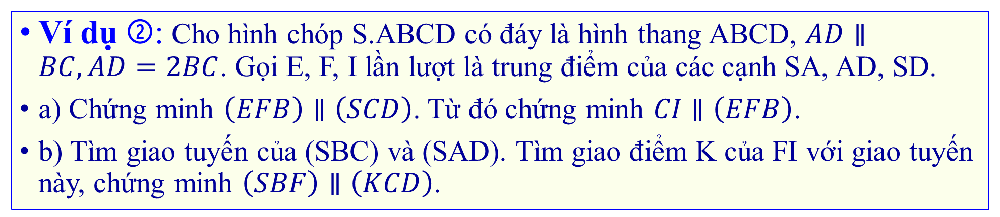 • Ví dụ ②: Cho hình chóp S.ABCD có đáy là hình thang ABCD, AD ∥
BC, AD = 2BC. Gọi E, F, I lần lượt là trung điểm của các cạnh SA, AD, SD.
• a) Chứng minh (EFB) ∥ (SCD). Từ đó chứng minh CI ∥ (EFB).
• b) Tìm giao tuyến của (SBC) và (SAD). Tìm giao điểm K của FI với giao tuyến
này, chứng minh (SBF) ∥ (KCD).